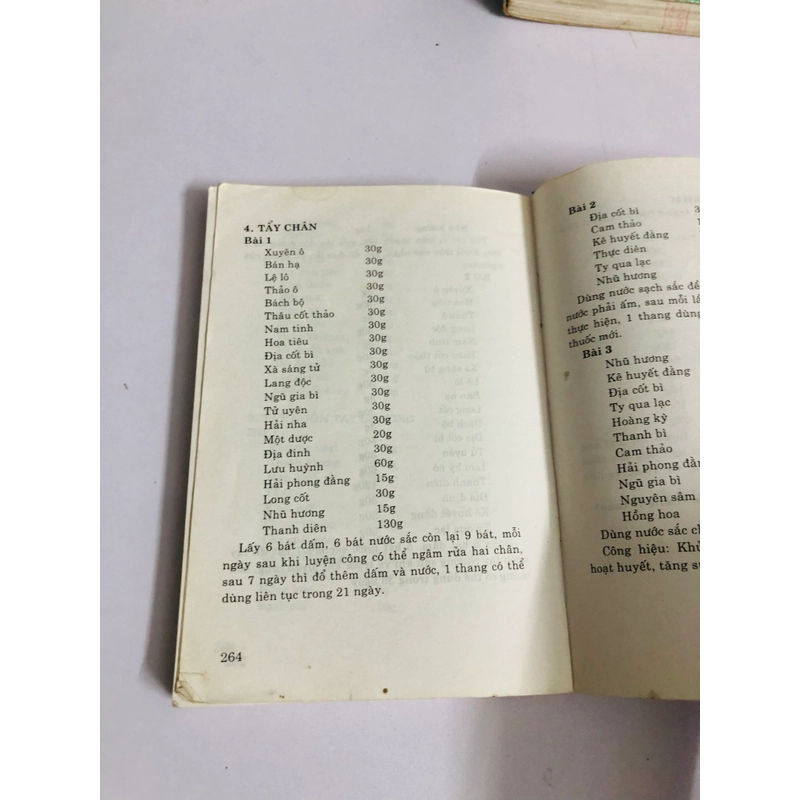 4. TẨY CHÂN
Bài 1
Xuyên ô 30g
Bán hạ 30g
Lệ lô 30g
Thảo ô 30g
Bách bộ 30g
Thâu cốt thảo 30g
Nam tinh 30g
Hoa tiêu 30g
Địa cốt bì 30g
Xà sáng tử 30g
Lang độc 30g
Ngũ gia bì 30g
Tử uyên 30g
Hải nha 30g
Một dược 20g
Địa đinh 30g
Lưu huỳnh 60g
Hải phong đằng 15g
Long cốt 30g
Nhũ hương 15g
Thanh diên 130g
Lấy 6 bát dấm, 6 bát nước sắc còn lại 9 bát, mỗi
ngày sau khi luyện công có thể ngâm rửa hai chân,
sau 7 ngày thì đổ thêm dấm và nước, 1 thang có thể
dùng liên tục trong 21 ngày.
264
Bài 2
Địa cốt bì
Cam thảo
Kê huyết đằng
Thực diên
Ty qua lạc
Nhũ hương
Dùng nước sạch sắc để
nước phải ấm, sau mỗi
thực hiện, 1 thang dùng
thuốc mới.
Bài 3
Nhũ hương
Kê huyết đằng
Địa cốt bì
Ty qua lạc
Hoàng kỳ
Thanh bì
Cam thảo
Hải phong đằng
Ngũ gia bì
Nguyên sâm
Hồng hoa
Dùng nước sắc
Công hiệu:
hoạt huyết, tăng